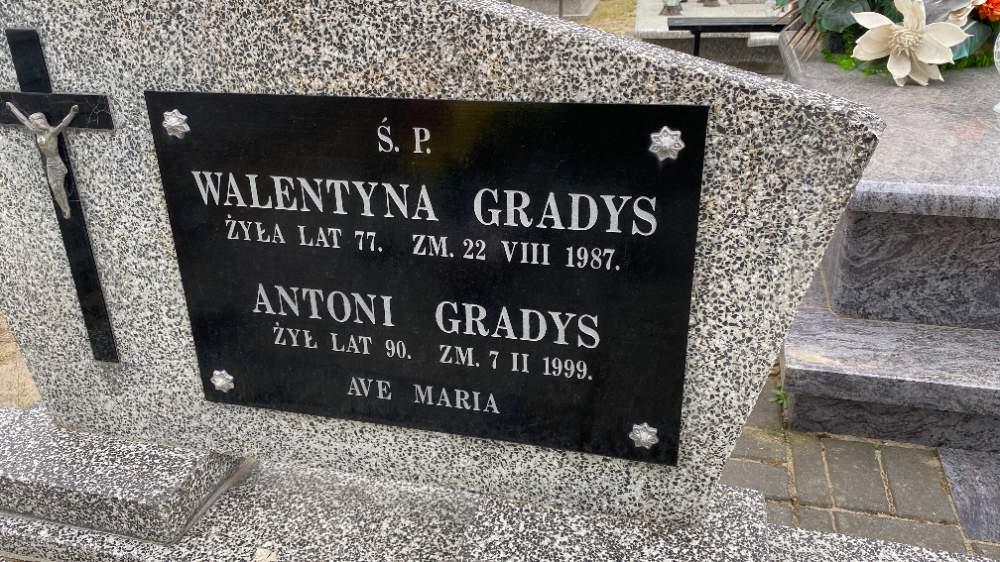 Ś. P.
WALENTYNA GRADYS
ŻYŁA LAT 77. ZM. 22 VIII 1987.
ANTONI GRADYS
ŻYŁ LAT 90. ZM. 7 II 1999.
AVE MARIA